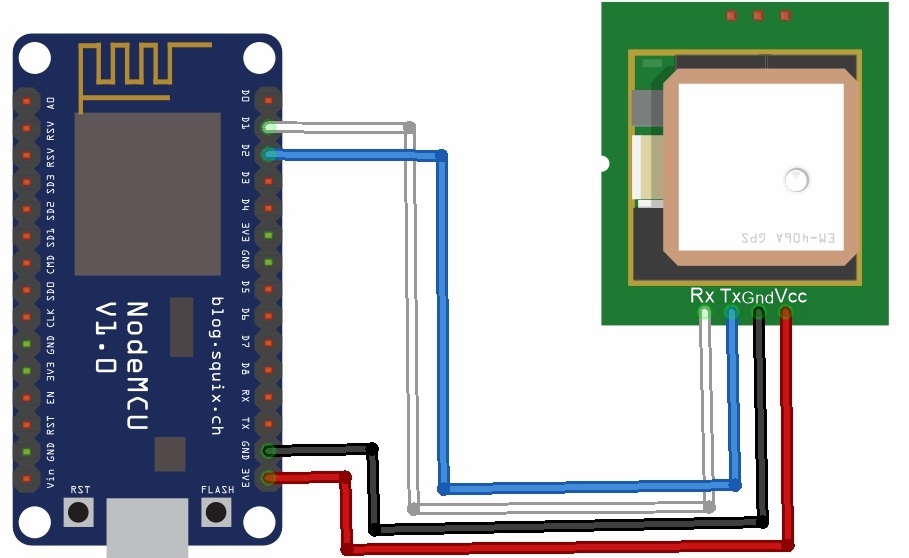 A0
RSV
RSV
SD3
SD2
SD1
CMD
SD0
CLK
GND
3V3
EN
RST
GND
Vin
D0
D1
D2
D3
D4
3V3
GND
D5
D6
D7
D8
RX
TX
GND
3V3
NodeMCU
V1.0
blog.squix.ch
RST
FLASH
EM-406A GPS
Rx Tx Gnd Vcc